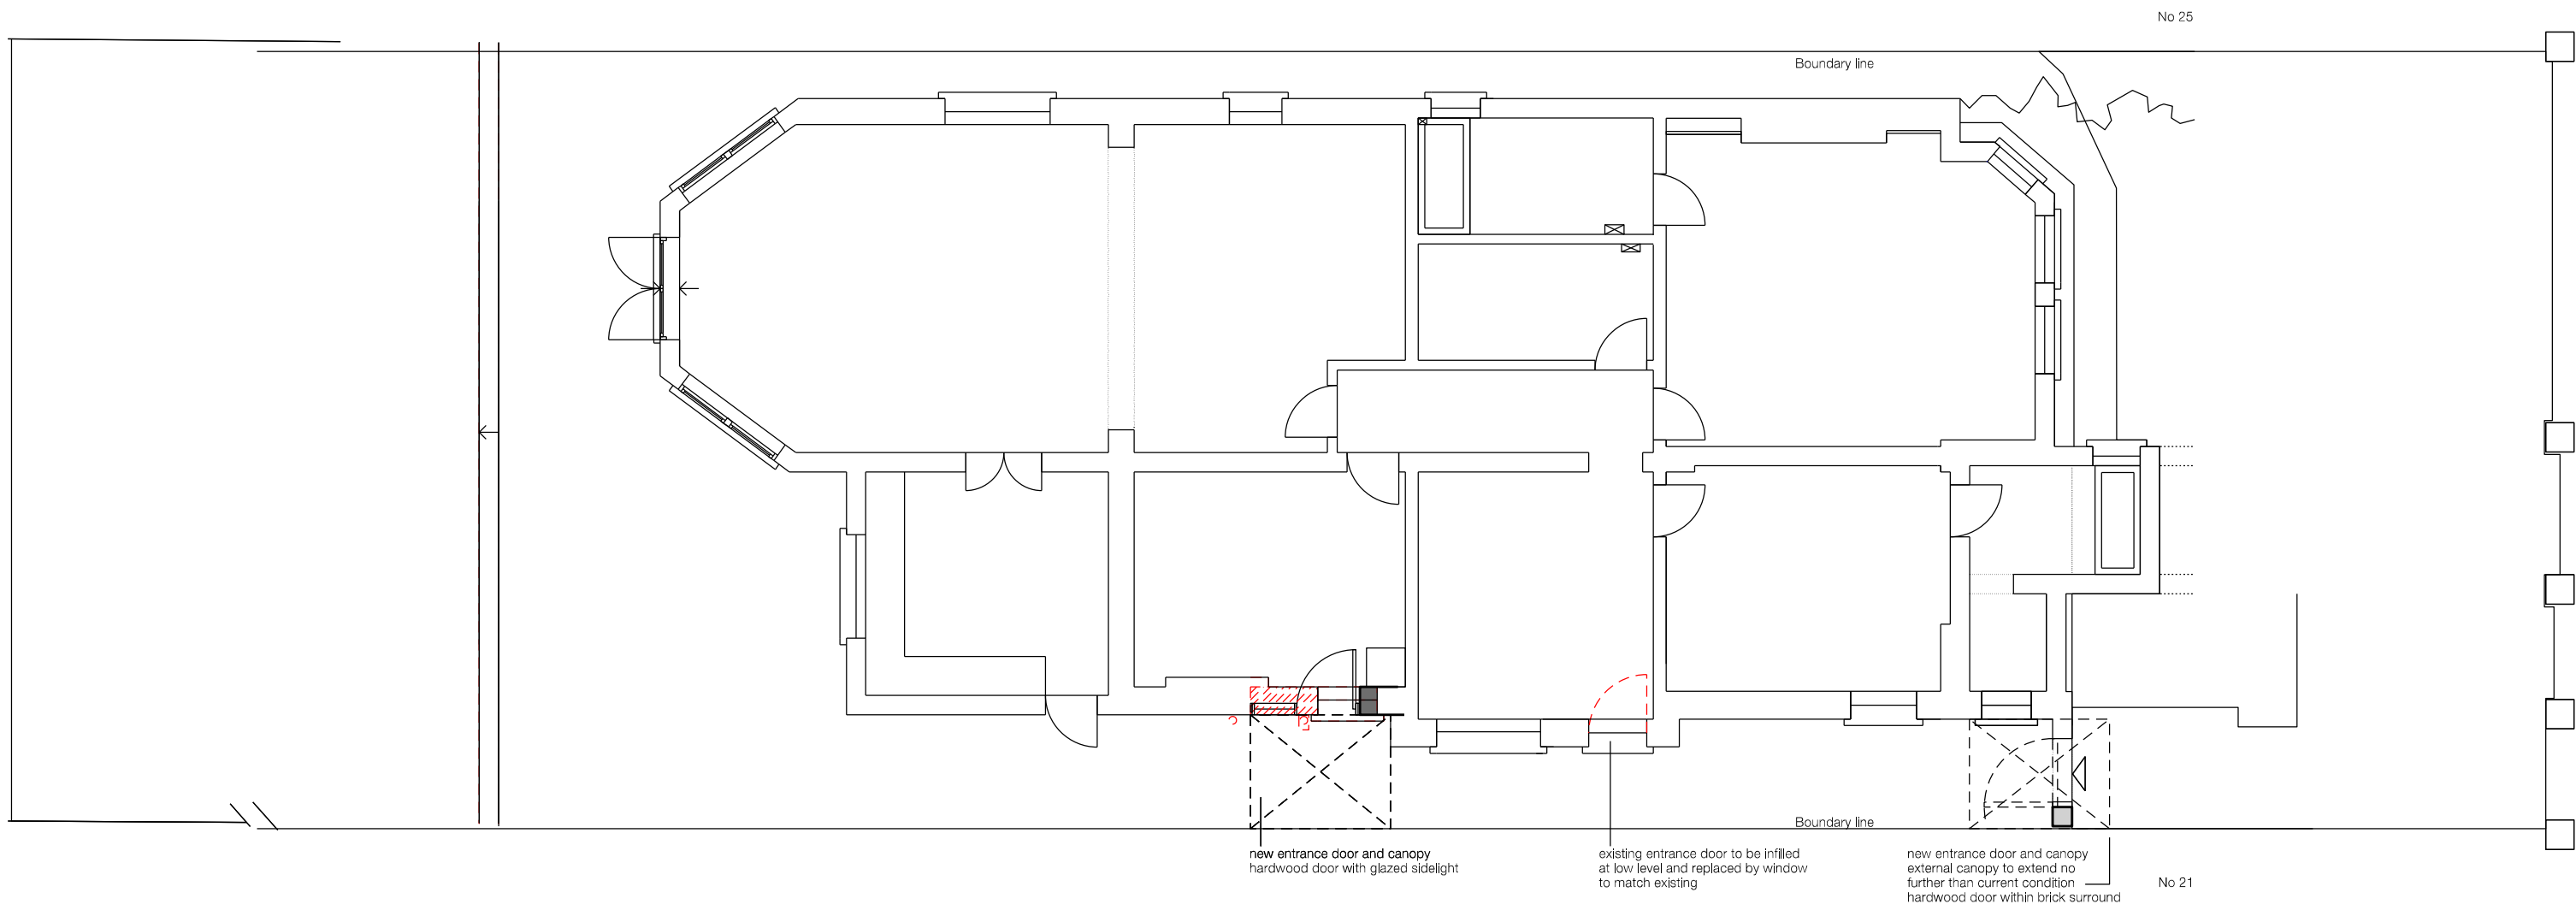 No 25
Boundary line
Boundary line
new entrance door and canopy
hardwood door with glazed sidelight
existing entrance door to be infilled
at low level and replaced by window
to match existing
new entrance door and canopy
external canopy to extend no
further than current condition
hardwood door within brick surround
No 21